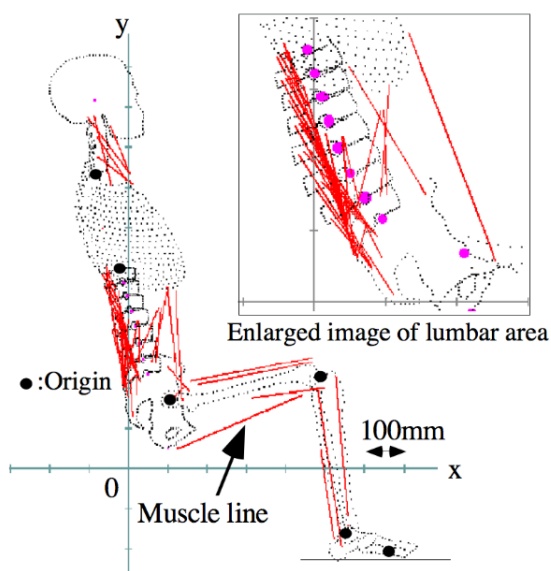 y
Enlarged image of lumbar area
:Origin
100mm
x
0
Muscle line